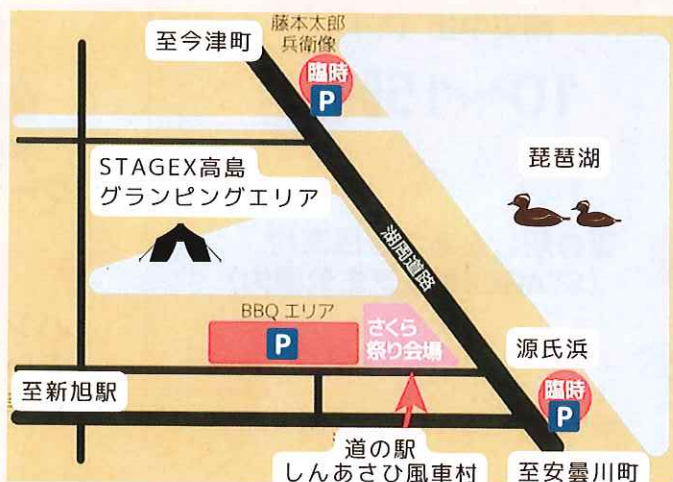 藤本太郎
兵衛像
至今津町
臨時
P
琵琶湖
STAGEX高島
グランピングエリア
湖周道路
BBQエリア
P
さくら
祭り会場
源氏浜
臨時
P
至新旭駅
道の駅
しんあさひ風車村
至安曇川町